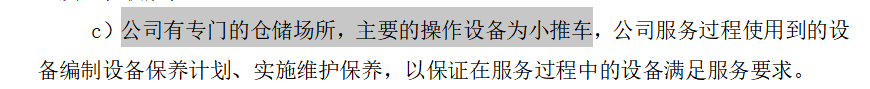 c）公司有专门的仓储场所，主要的操作设备为小推车，公司服务过程使用到的设
备编制设备保养计划、实施维护保养，以保证在服务过程中的设备满足服务要求。